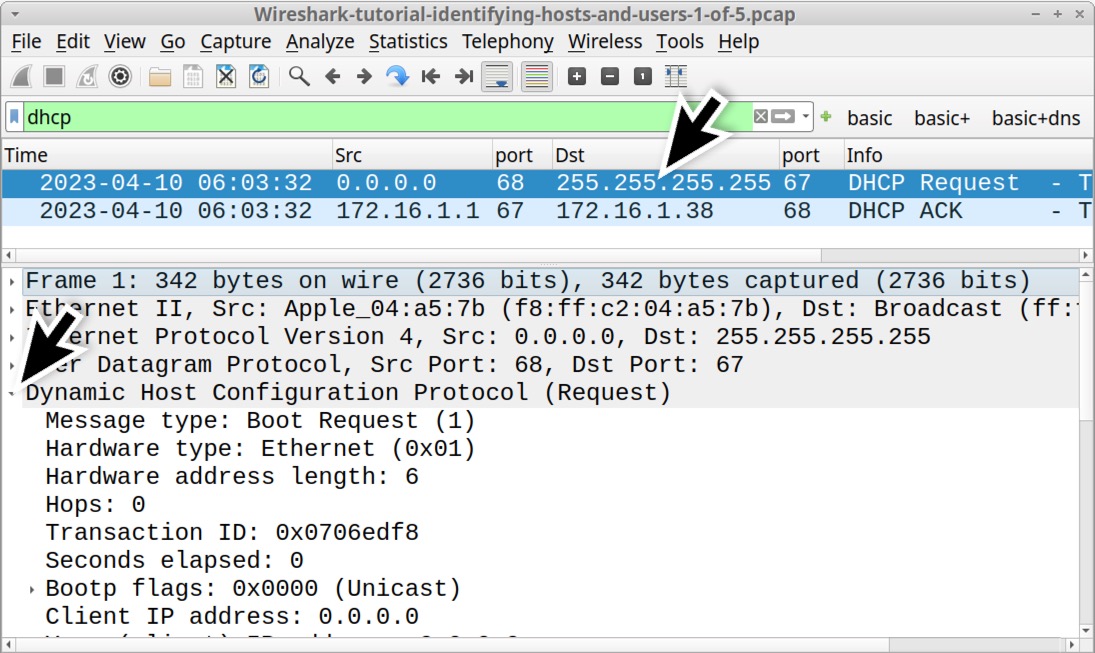 Wireshark-tutorial-identifying-hosts-and-users-1-of-5.pcap
File Edit View Go Capture Analyze Statistics Telephony Wireless Tools Help
dhcp basic basic+ basic+dns
Time Src port Dst port Info
2023-04-10 06:03:32 0.0.0.0 68 255.255.255.255 67 DHCP Request - T
2023-04-10 06:03:32 172.16.1.1 67 172.16.1.38 68 DHCP ACK - T
Frame 1: 342 bytes on wire (2736 bits), 342 bytes captured (2736 bits)
Ethernet II, Src: Apple_04:a5:7b (f8:ff:c2:04:a5:7b), Dst: Broadcast (ff:
ernet Protocol Version 4, Src: 0.0.0.0, Dst: 255.255.255.255
er Datagram Protocol, Src Port: 68, Dst Port: 67
Dynamic Host Configuration Protocol (Request)
Message type: Boot Request (1)
Hardware type: Ethernet (0x01)
Hardware address length: 6
Hops: 0
Transaction ID: 0x0706edf8
Seconds elapsed: 0
Bootp flags: 0x0000 (Unicast)
Client IP address: 0.0.0.0